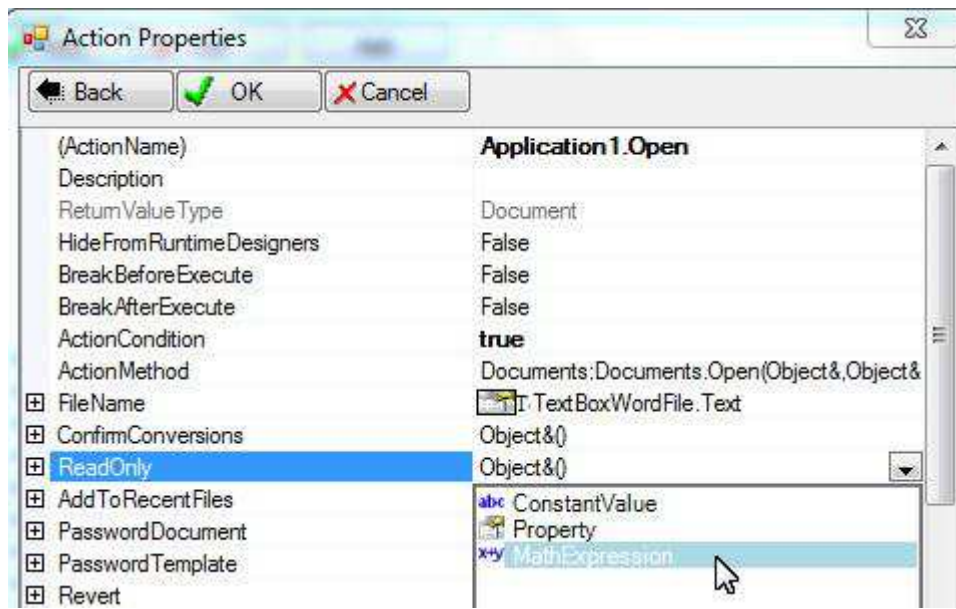 Action Properties
Back OK Cancel
(ActionName) Application1.Open
Description
ReturnValueType Document
HideFromRuntimeDesigners False
BreakBeforeExecute False
BreakAfterExecute False
ActionCondition true
ActionMethod Documents;Documents.Open(Object&,Object&
FileName T.TextBoxWordFile.Text
ConfirmConversions Object&()
ReadOnly Object&()
AddToRecentFiles abc ConstantValue
PasswordDocument Property
PasswordTemplate x+y MathExpression
Revert